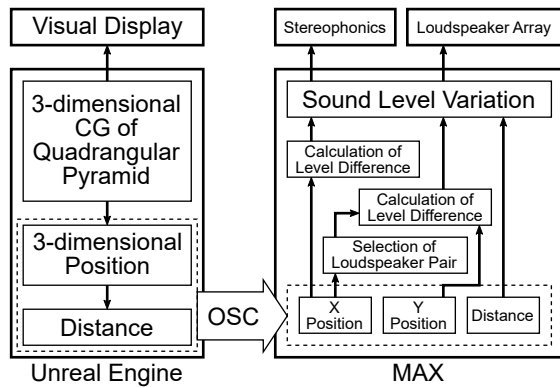 Visual Display
3-dimensional
CG of
Quadrangular
Pyramid
3-dimensional
Position
Distance
Unreal Engine
OSC
Stereophonics
Loudspeaker Array
Sound Level Variation
Calculation of
Level Difference
Calculation of
Level Difference
Selection of
Loudspeaker Pair
X
Position
Y
Position
Distance
MAX